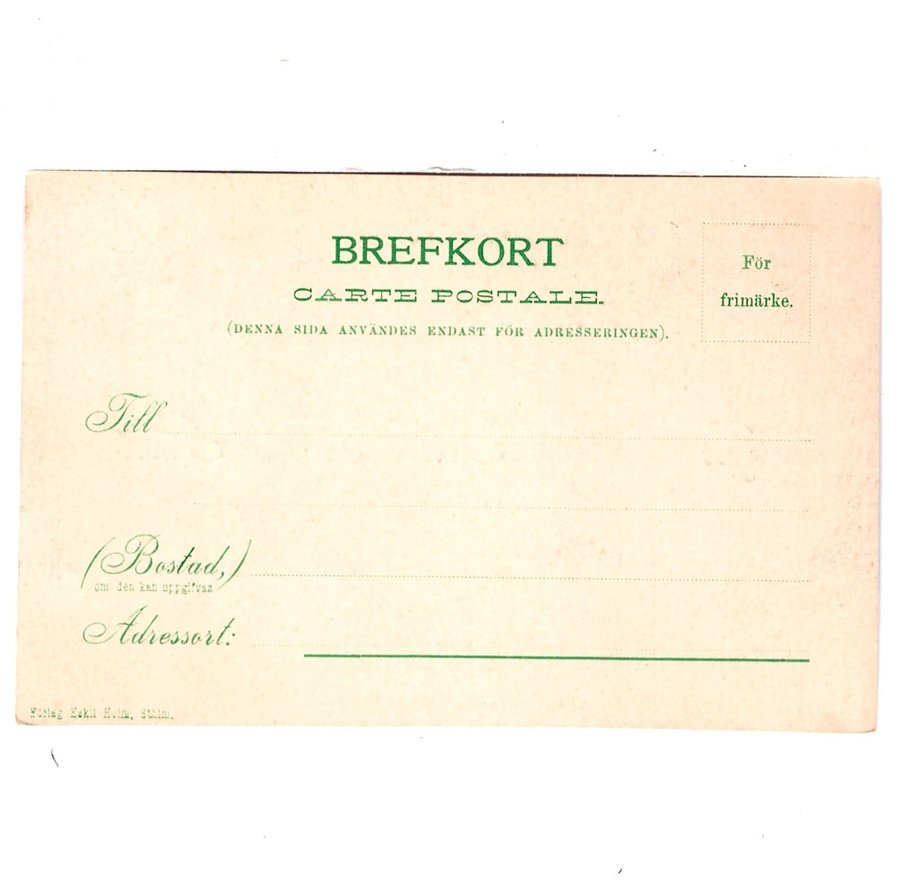 BREFKORT
CARTE POSTALE.
(DENNA SIDA ANVÄNDES ENDAST FÖR ADRESSERINGEN).
För
frimärke.
Till
(Bostad,)
om den kan uppgifvas
Adressort:
Förlag Eskil Holm, Sthlm.